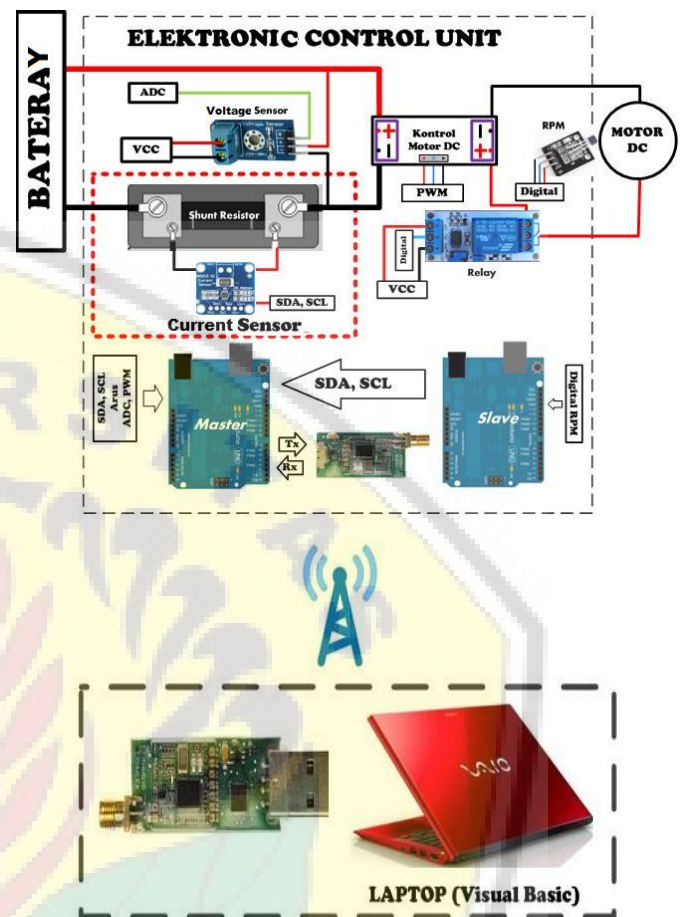 ELEKTRONIC CONTROL UNIT
BATERAY
ADC
Voltage Sensor
VCC
Kontrol
Motor DC
PWM
RPM
Digital
MOTOR
DC
Shunt Resistor
Digital
VCC
Relay
SDA, SCL
Current Sensor
SDA, SCL
Arus
ADC, PWM
Master
SDA, SCL
Tx
Rx
Slave
Digital RPM
VAIO
LAPTOP (Visual Basic)